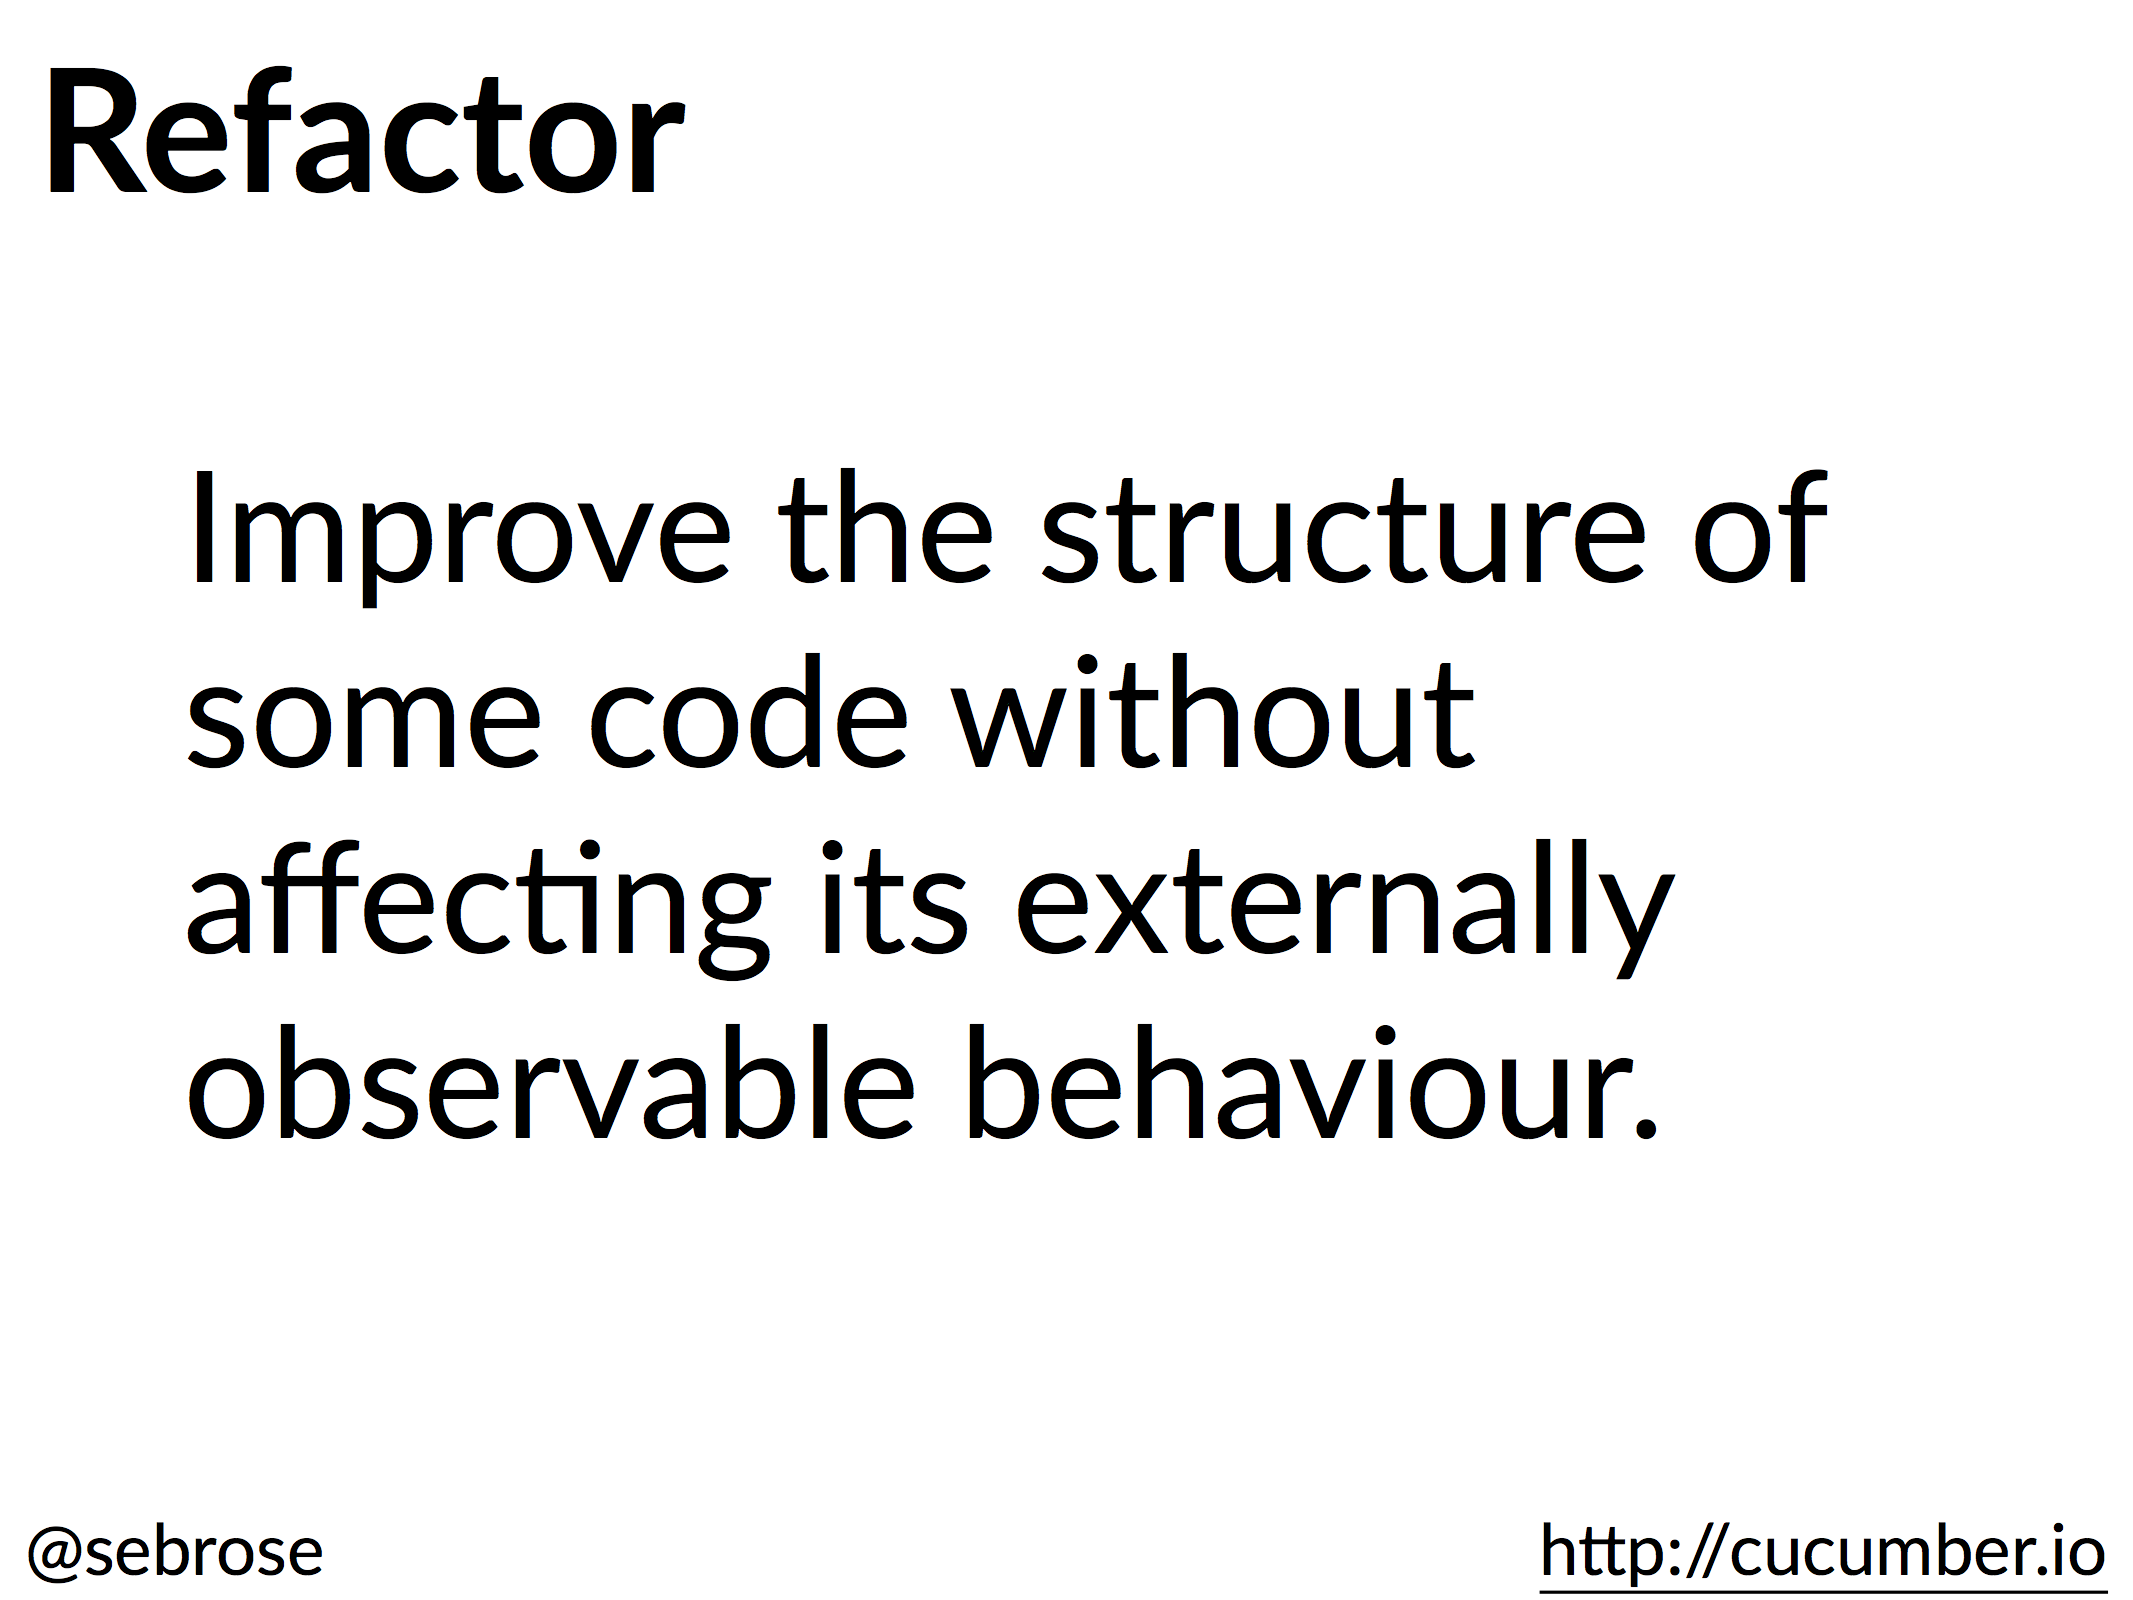 Refactor
Improve the structure of
some code without
affecting its externally
observable behaviour.
@sebrose
http://cucumber.io